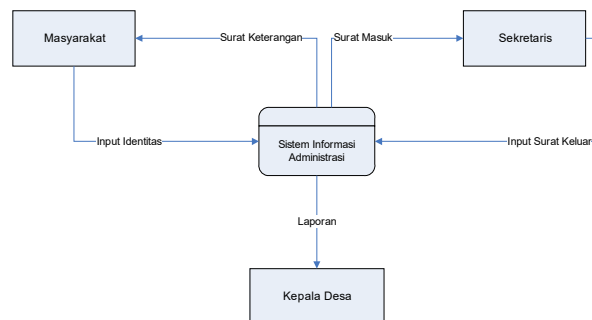 Masyarakat
Surat Keterangan
Surat Masuk
Sekretaris
Input Identitas
Sistem Informasi
Administrasi
Input Surat Keluar
Laporan
Kepala Desa